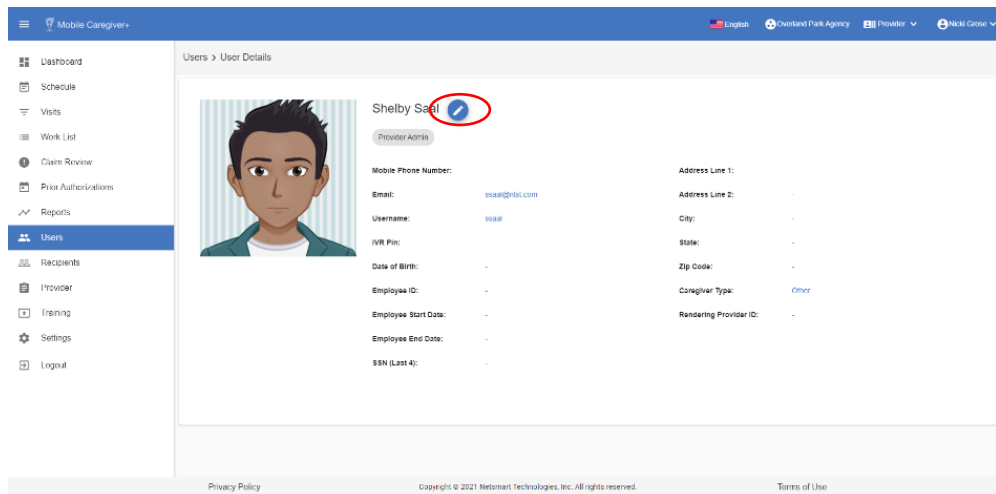 Mobile Caregiver+
English
Overland Park Agency
Provider
Nicki Grose
Dashboard
Schedule
Visits
Work List
Claim Review
Prior Authorizations
Reports
Users
Recipients
Provider
Training
Settings
Logout
Users > User Details
Shelby Saal
Provider Admin
Mobile Phone Number:
Email: ssaal@ntst.com
Username: ssaal
IVR Pin:
Date of Birth: -
Employee ID: -
Employee Start Date: -
Employee End Date: -
SSN (Last 4): -
Address Line 1: -
Address Line 2: -
City: -
State: -
Zip Code: -
Caregiver Type: Other
Rendering Provider ID: -
Privacy Policy
Copyright © 2021 Netsmart Technologies, Inc. All rights reserved.
Terms of Use